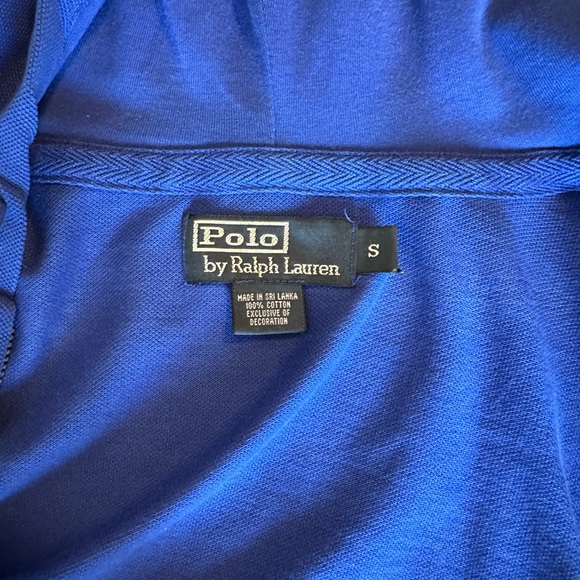 Polo
by Ralph Lauren
S
MADE IN SRI LANKA
100% COTTON
EXCLUSIVE OF
DECORATION